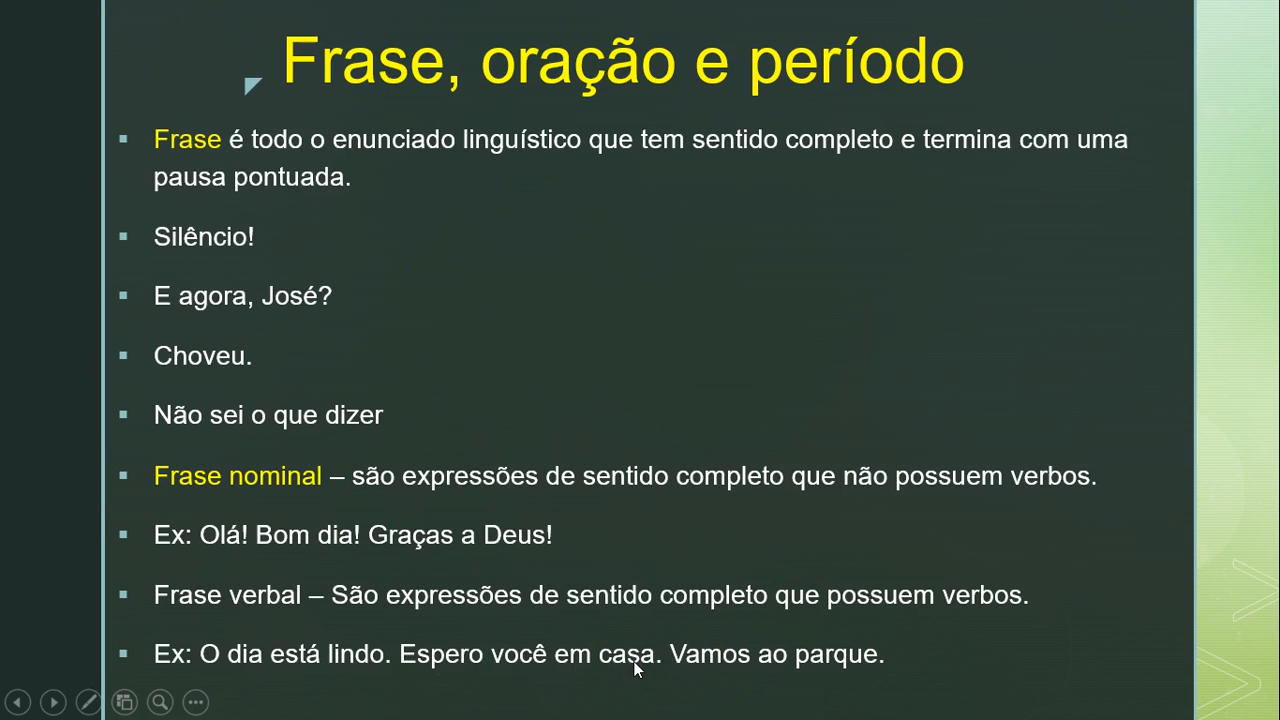 Frase, oração e período
Frase é todo o enunciado linguístico que tem sentido completo e termina com uma
pausa pontuada.
Silêncio!
E agora, José?
Choveu.
Não sei o que dizer
Frase nominal – são expressões de sentido completo que não possuem verbos.
Ex: Olá! Bom dia! Graças a Deus!
Frase verbal – São expressões de sentido completo que possuem verbos.
Ex: O dia está lindo. Espero você em casa. Vamos ao parque.